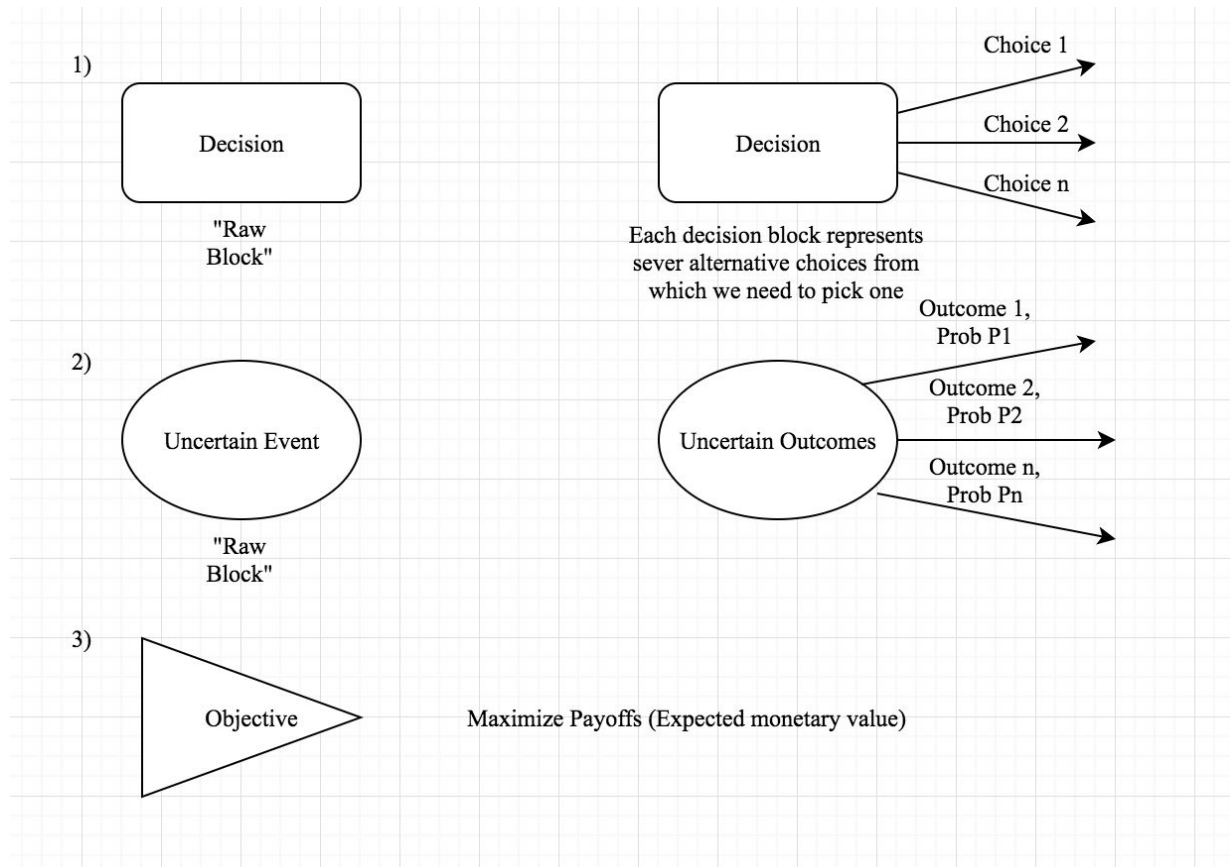 1)
Decision
"Raw
Block"
Decision
Choice 1
Choice 2
Choice n
Each decision block represents
sever alternative choices from
which we need to pick one
2)
Uncertain Event
"Raw
Block"
Uncertain Outcomes
Outcome 1,
Prob P1
Outcome 2,
Prob P2
Outcome n,
Prob Pn
3)
Objective
Maximize Payoffs (Expected monetary value)